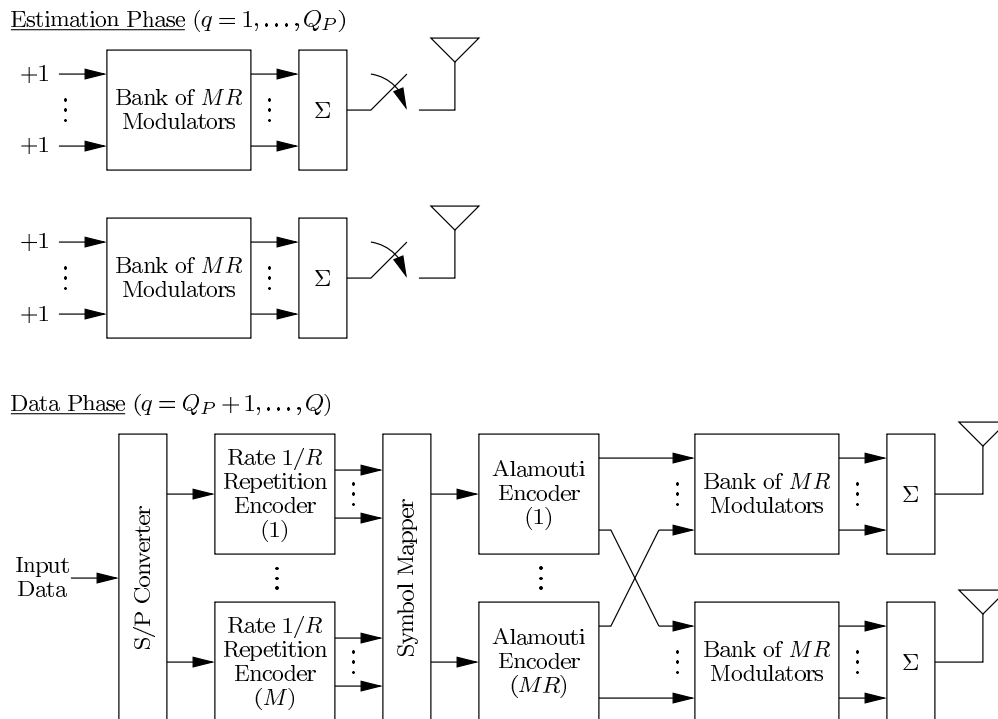 Estimation Phase (q = 1, . . . , Q_P)
+1
⋮
+1
Bank of MR
Modulators
⋮
Σ
+1
⋮
+1
Bank of MR
Modulators
⋮
Σ
Data Phase (q = Q_P + 1, . . . , Q)
Input
Data
S/P Converter
Rate 1/R
Repetition
Encoder
(1)
⋮
Rate 1/R
Repetition
Encoder
(M)
⋮
⋮
Symbol Mapper
Alamouti
Encoder
(1)
⋮
Alamouti
Encoder
(MR)
⋮
Bank of MR
Modulators
⋮
Σ
⋮
Bank of MR
Modulators
⋮
Σ